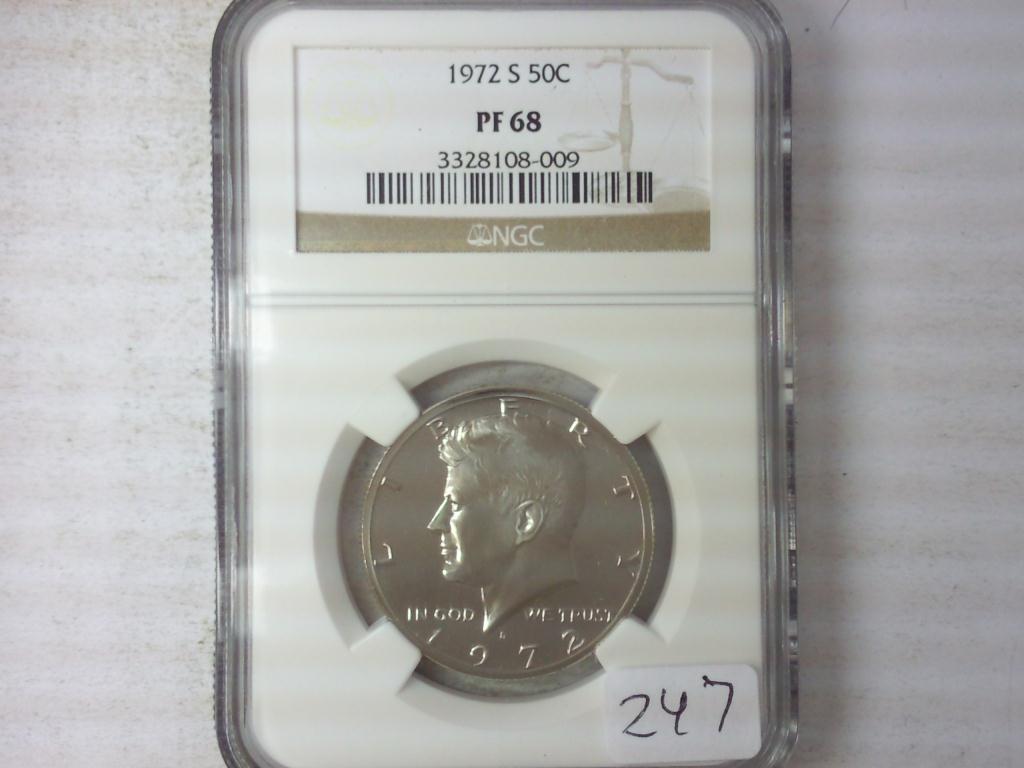 1972 S 50C
PF 68
3328108-009
NGC
LIBERTY
IN GOD WE TRUST
S
1972
247